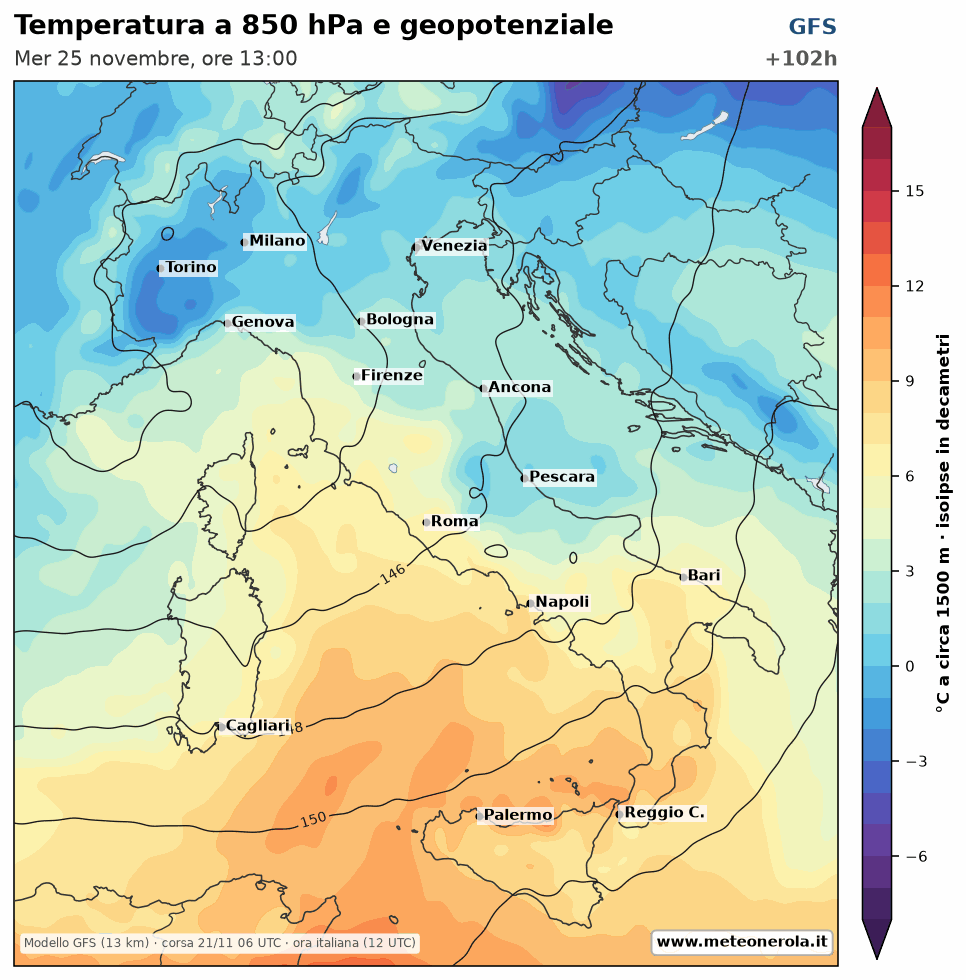 Temperatura a 850 hPa e geopotenziale
GFS
Mer 25 novembre, ore 13:00
+102h
Milano
Venezia
Torino
Genova
Bologna
Firenze
Ancona
Pescara
Roma
146
Bari
Napoli
Cagliari
8
150
Palermo
Reggio C.
15
12
9
6
3
0
−3
−6
°C a circa 1500 m · isoipse in decametri
Modello GFS (13 km) · corsa 21/11 06 UTC · ora italiana (12 UTC)
www.meteonerola.it